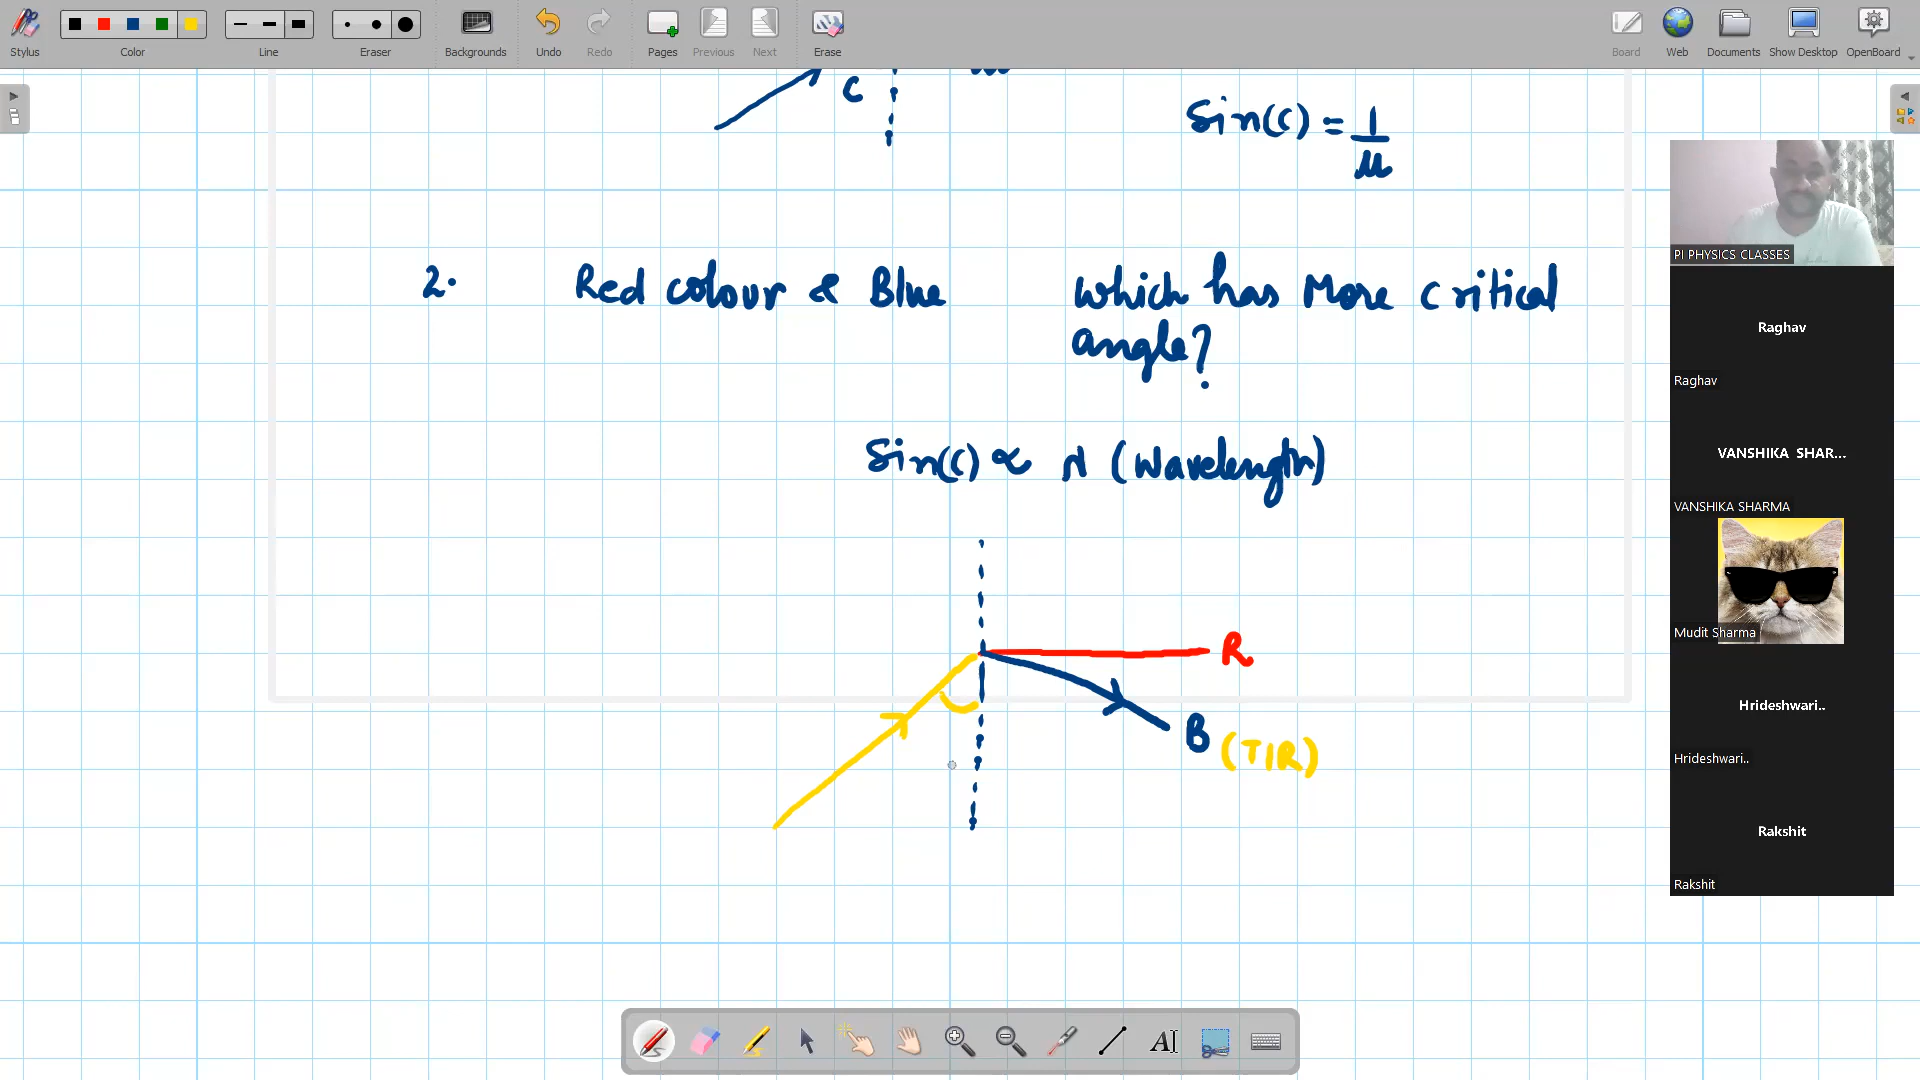 Stylus
Color
Line
Eraser
Backgrounds
Undo
Redo
Pages
Previous
Next
Erase
Board
Web
Documents
Show Desktop
OpenBoard
C
Sin(C) = 1/μ
2. Red colour & Blue Which has More critical
angle?
Sin(C) ∝ λ (Wavelength)
R
B
(TIR)
PI PHYSICS CLASSES
Raghav
Raghav
VANSHIKA SHAR...
VANSHIKA SHARMA
Mudit Sharma
Hrideshwari..
Hrideshwari..
Rakshit
Rakshit
AI